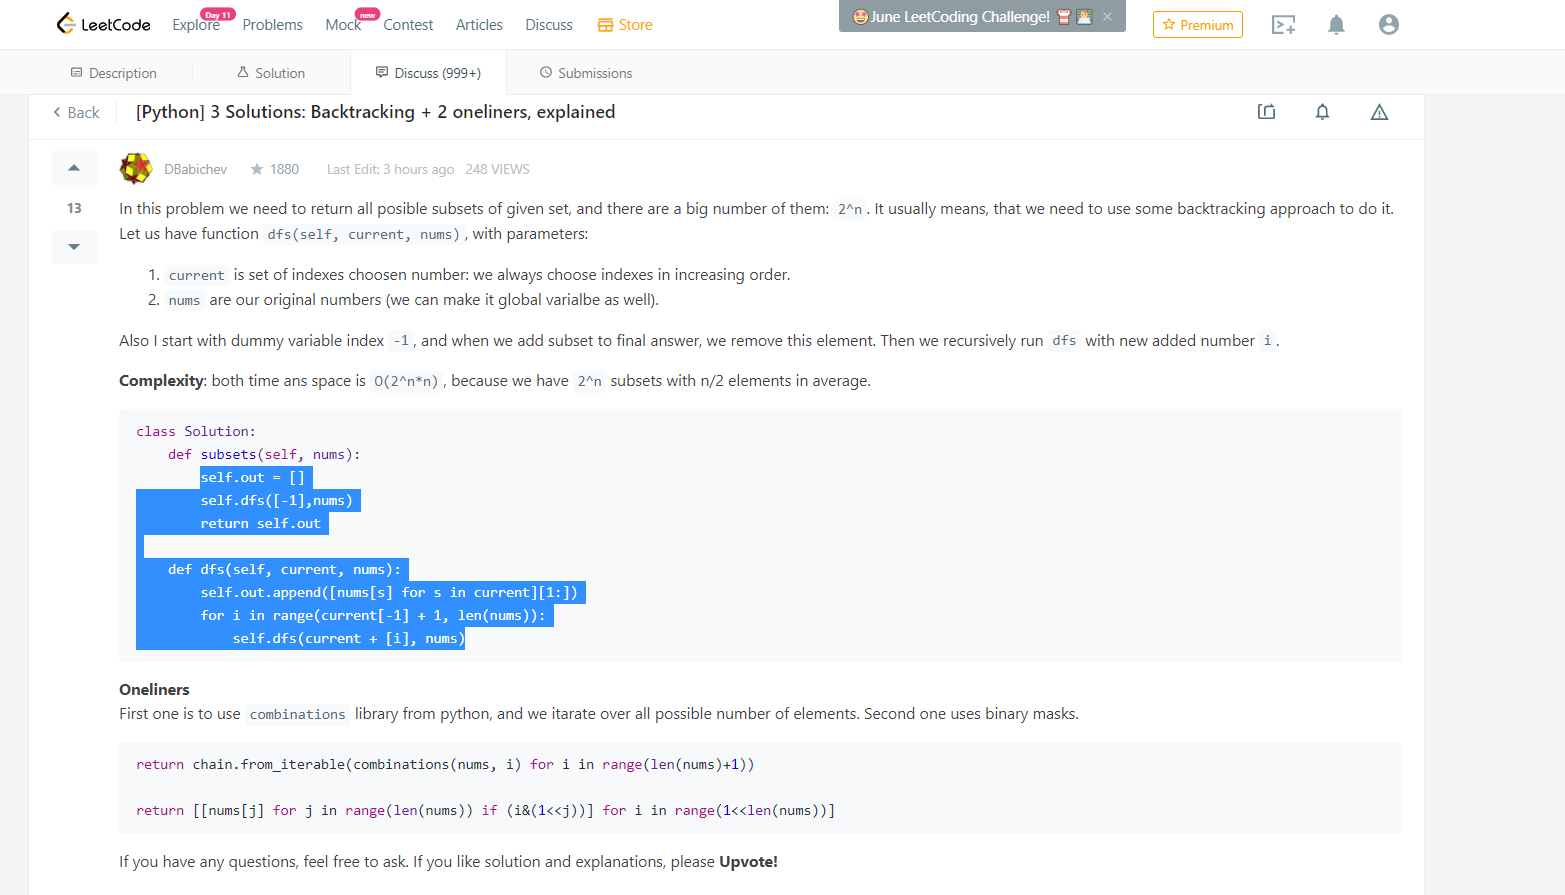 LeetCode Explore Day 11 Problems Mock new Contest Articles Discuss Store June LeetCoding Challenge! Premium
Description Solution Discuss (999+) Submissions
Back [Python] 3 Solutions: Backtracking + 2 oneliners, explained
DBabichev 1880 Last Edit: 3 hours ago 248 VIEWS
13
In this problem we need to return all posible subsets of given set, and there are a big number of them: 2^n. It usually means, that we need to use some backtracking approach to do it.
Let us have function dfs(self, current, nums), with parameters:
1. current is set of indexes choosen number: we always choose indexes in increasing order.
2. nums are our original numbers (we can make it global varialbe as well).
Also I start with dummy variable index -1, and when we add subset to final answer, we remove this element. Then we recursively run dfs with new added number i.
Complexity: both time ans space is O(2^n*n), because we have 2^n subsets with n/2 elements in average.
class Solution:
    def subsets(self, nums):
        self.out = []
        self.dfs([-1],nums)
        return self.out
    def dfs(self, current, nums):
        self.out.append([nums[s] for s in current][1:])
        for i in range(current[-1] + 1, len(nums)):
            self.dfs(current + [i], nums)
Oneliners
First one is to use combinations library from python, and we itarate over all possible number of elements. Second one uses binary masks.
return chain.from_iterable(combinations(nums, i) for i in range(len(nums)+1))
return [[nums[j] for j in range(len(nums)) if (i&(1<<j))] for i in range(1<<len(nums))]
If you have any questions, feel free to ask. If you like solution and explanations, please Upvote!